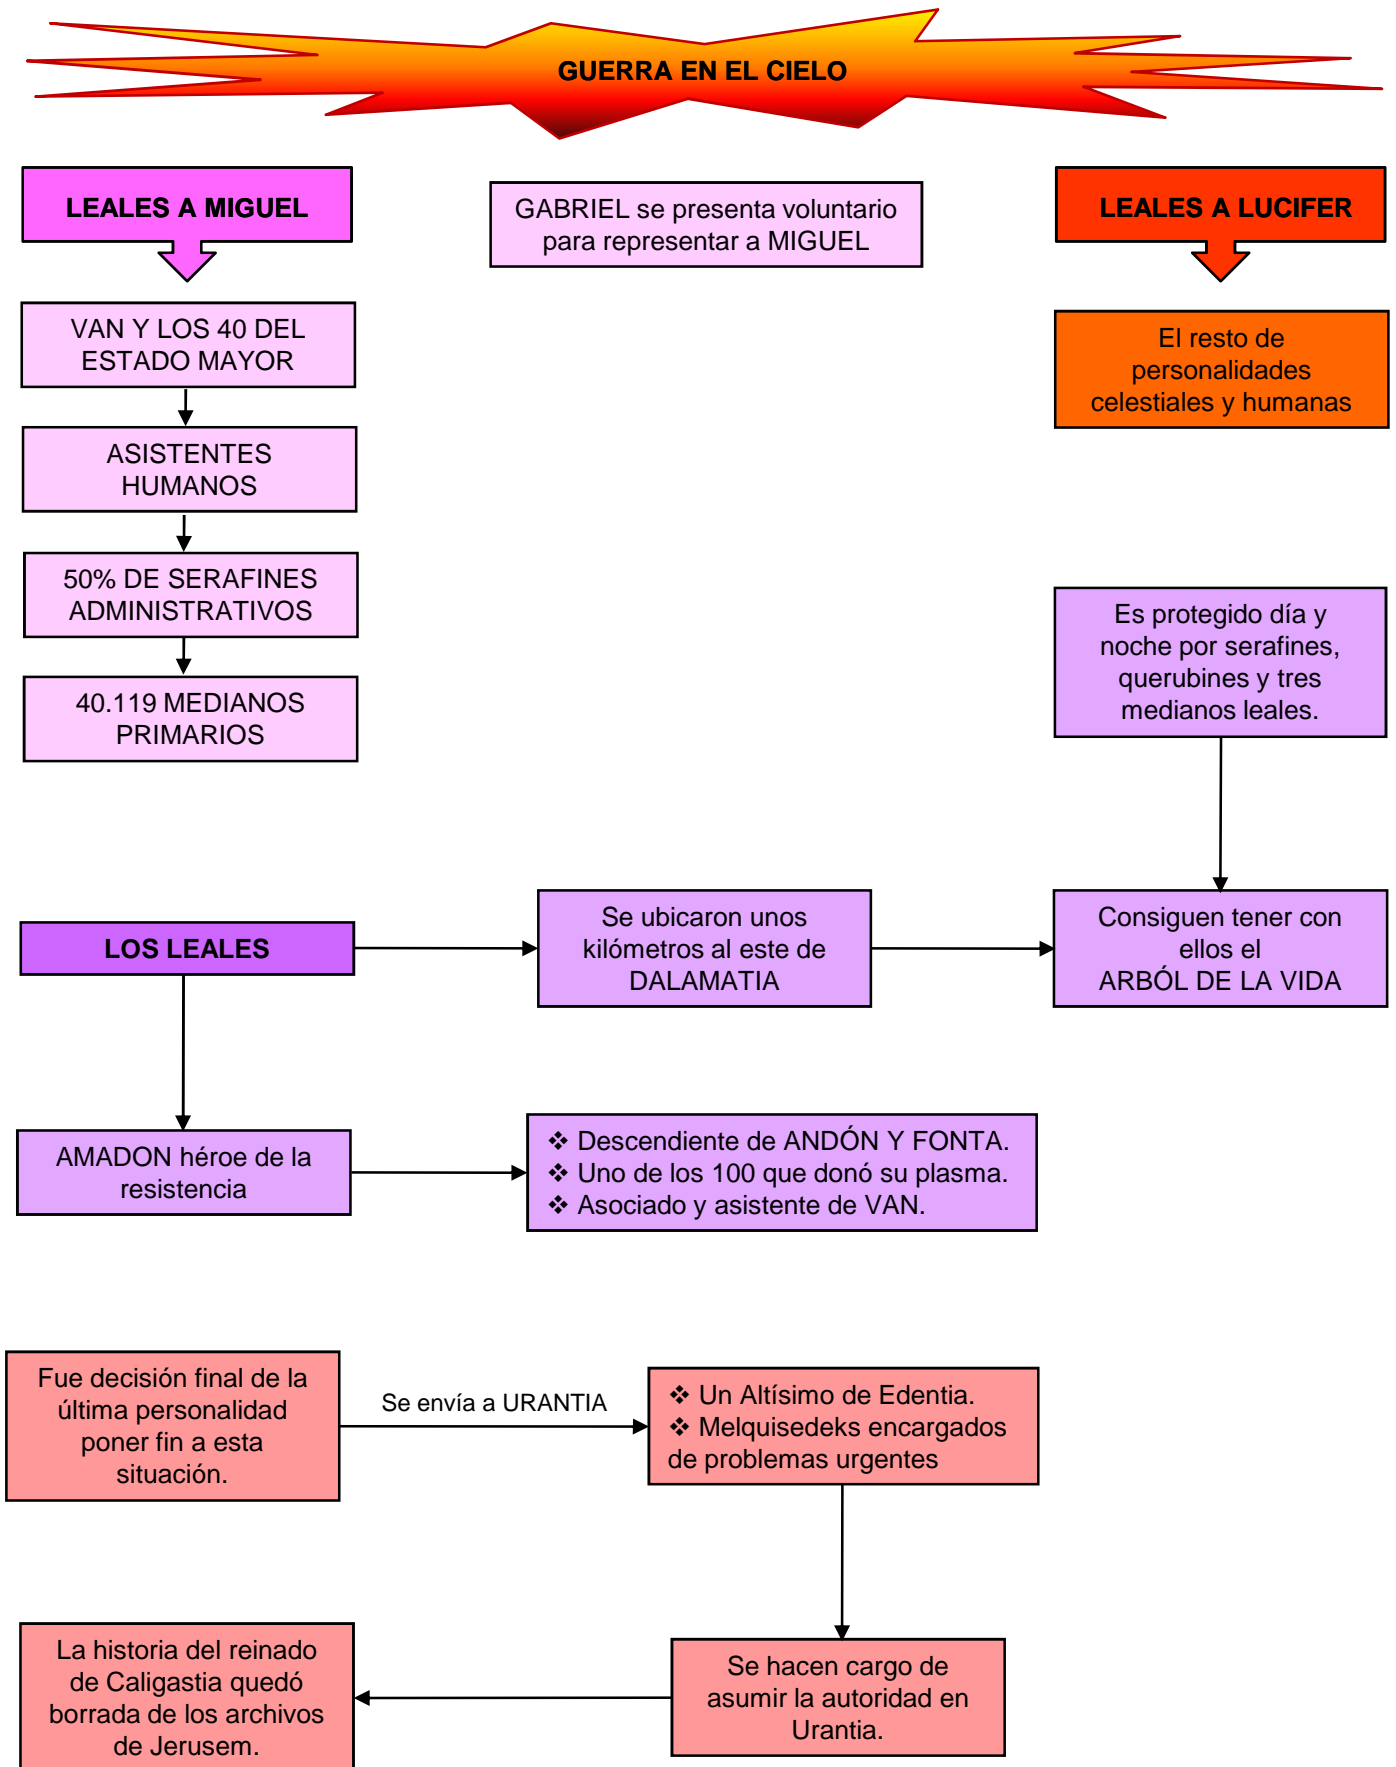 GUERRA EN EL CIELO
LEALES A MIGUEL
GABRIEL se presenta voluntario
para representar a MIGUEL
LEALES A LUCIFER
VAN Y LOS 40 DEL
ESTADO MAYOR
El resto de
personalidades
celestiales y humanas
ASISTENTES
HUMANOS
50% DE SERAFINES
ADMINISTRATIVOS
40.119 MEDIANOS
PRIMARIOS
Es protegido día y
noche por serafines,
querubines y tres
medianos leales.
LOS LEALES
Se ubicaron unos
kilómetros al este de
DALAMATIA
Consiguen tener con
ellos el
ARBÓL DE LA VIDA
AMADON héroe de la
resistencia
❖ Descendiente de ANDÓN Y FONTA.
❖ Uno de los 100 que donó su plasma.
❖ Asociado y asistente de VAN.
Fue decisión final de la
última personalidad
poner fin a esta
situación.
Se envía a URANTIA
❖ Un Altísimo de Edentia.
❖ Melquisedeks encargados
de problemas urgentes
Se hacen cargo de
asumir la autoridad en
Urantia.
La historia del reinado
de Caligastia quedó
borrada de los archivos
de Jerusem.